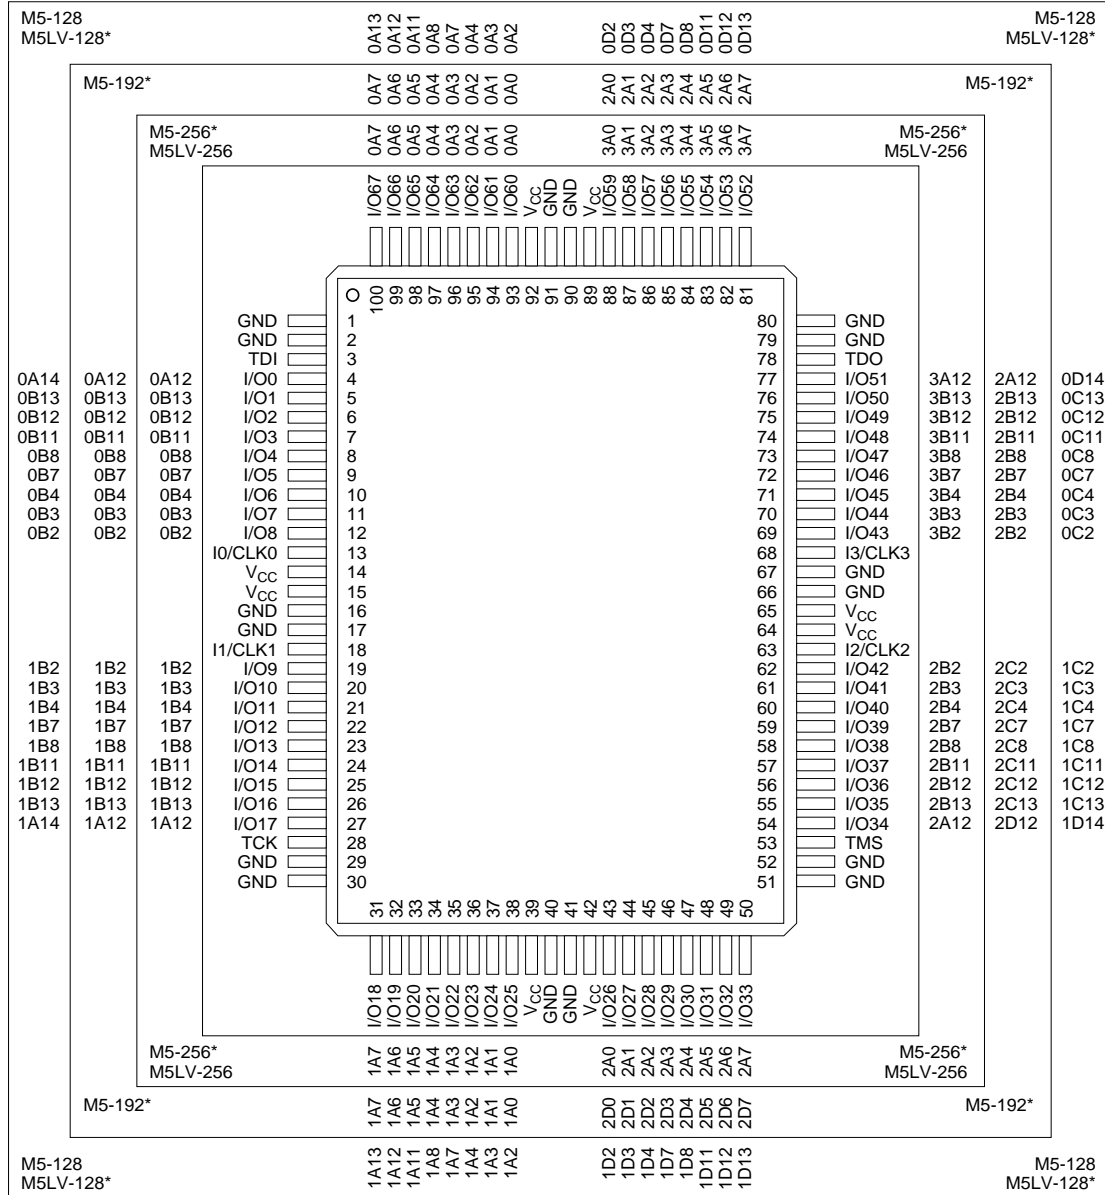 M5-128 0A13 0A12 0A11 0A8 0A7 0A4 0A3 0A2 0D2 0D3 0D4 0D7 0D8 0D11 0D12 0D13 M5-128
M5LV-128* M5LV-128*
M5-192* 0A7 0A6 0A5 0A4 0A3 0A2 0A1 0A0 2A0 2A1 2A2 2A3 2A4 2A5 2A6 2A7 M5-192*
M5-256* 0A7 0A6 0A5 0A4 0A3 0A2 0A1 0A0 3A0 3A1 3A2 3A3 3A4 3A5 3A6 3A7 M5-256*
M5LV-256 M5LV-256
I/O67 I/O66 I/O65 I/O64 I/O63 I/O62 I/O61 I/O60 VCC GND GND VCC I/O59 I/O58 I/O57 I/O56 I/O55 I/O54 I/O53 I/O52
100 99 98 97 96 95 94 93 92 91 90 89 88 87 86 85 84 83 82 81
GND 1 80 GND
GND 2 79 GND
TDI 3 78 TDO
0A14 0A12 0A12 I/O0 4 77 I/O51 3A12 2A12 0D14
0B13 0B13 0B13 I/O1 5 76 I/O50 3B13 2B13 0C13
0B12 0B12 0B12 I/O2 6 75 I/O49 3B12 2B12 0C12
0B11 0B11 0B11 I/O3 7 74 I/O48 3B11 2B11 0C11
0B8 0B8 0B8 I/O4 8 73 I/O47 3B8 2B8 0C8
0B7 0B7 0B7 I/O5 9 72 I/O46 3B7 2B7 0C7
0B4 0B4 0B4 I/O6 10 71 I/O45 3B4 2B4 0C4
0B3 0B3 0B3 I/O7 11 70 I/O44 3B3 2B3 0C3
0B2 0B2 0B2 I/O8 12 69 I/O43 3B2 2B2 0C2
I0/CLK0 13 68 I3/CLK3
VCC 14 67 GND
VCC 15 66 GND
GND 16 65 VCC
GND 17 64 VCC
I1/CLK1 18 63 I2/CLK2
1B2 1B2 1B2 I/O9 19 62 I/O42 2B2 2C2 1C2
1B3 1B3 1B3 I/O10 20 61 I/O41 2B3 2C3 1C3
1B4 1B4 1B4 I/O11 21 60 I/O40 2B4 2C4 1C4
1B7 1B7 1B7 I/O12 22 59 I/O39 2B7 2C7 1C7
1B8 1B8 1B8 I/O13 23 58 I/O38 2B8 2C8 1C8
1B11 1B11 1B11 I/O14 24 57 I/O37 2B11 2C11 1C11
1B12 1B12 1B12 I/O15 25 56 I/O36 2B12 2C12 1C12
1B13 1B13 1B13 I/O16 26 55 I/O35 2B13 2C13 1C13
1A14 1A12 1A12 I/O17 27 54 I/O34 2A12 2D12 1D14
TCK 28 53 TMS
GND 29 52 GND
GND 30 51 GND
31 32 33 34 35 36 37 38 39 40 41 42 43 44 45 46 47 48 49 50
I/O18 I/O19 I/O20 I/O21 I/O22 I/O23 I/O24 I/O25 VCC GND GND VCC I/O26 I/O27 I/O28 I/O29 I/O30 I/O31 I/O32 I/O33
M5-256* 1A7 1A6 1A5 1A4 1A3 1A2 1A1 1A0 2A0 2A1 2A2 2A3 2A4 2A5 2A6 2A7 M5-256*
M5LV-256 M5LV-256
M5-192* 1A7 1A6 1A5 1A4 1A3 1A2 1A1 1A0 2D0 2D1 2D2 2D3 2D4 2D5 2D6 2D7 M5-192*
M5-128 1A13 1A12 1A11 1A8 1A7 1A4 1A3 1A2 1D2 1D3 1D4 1D7 1D8 1D11 1D12 1D13 M5-128
M5LV-128* M5LV-128*